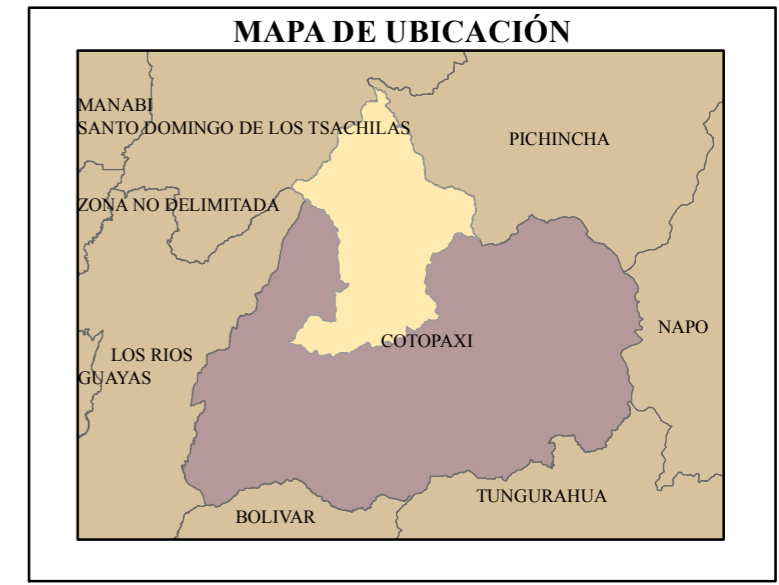 MAPA DE UBICACIÓN
MANABI
SANTO DOMINGO DE LOS TSACHILAS
PICHINCHA
ZONA NO DELIMITADA
NAPO
COTOPAXI
LOS RIOS
GUAYAS
TUNGURAHUA
BOLIVAR